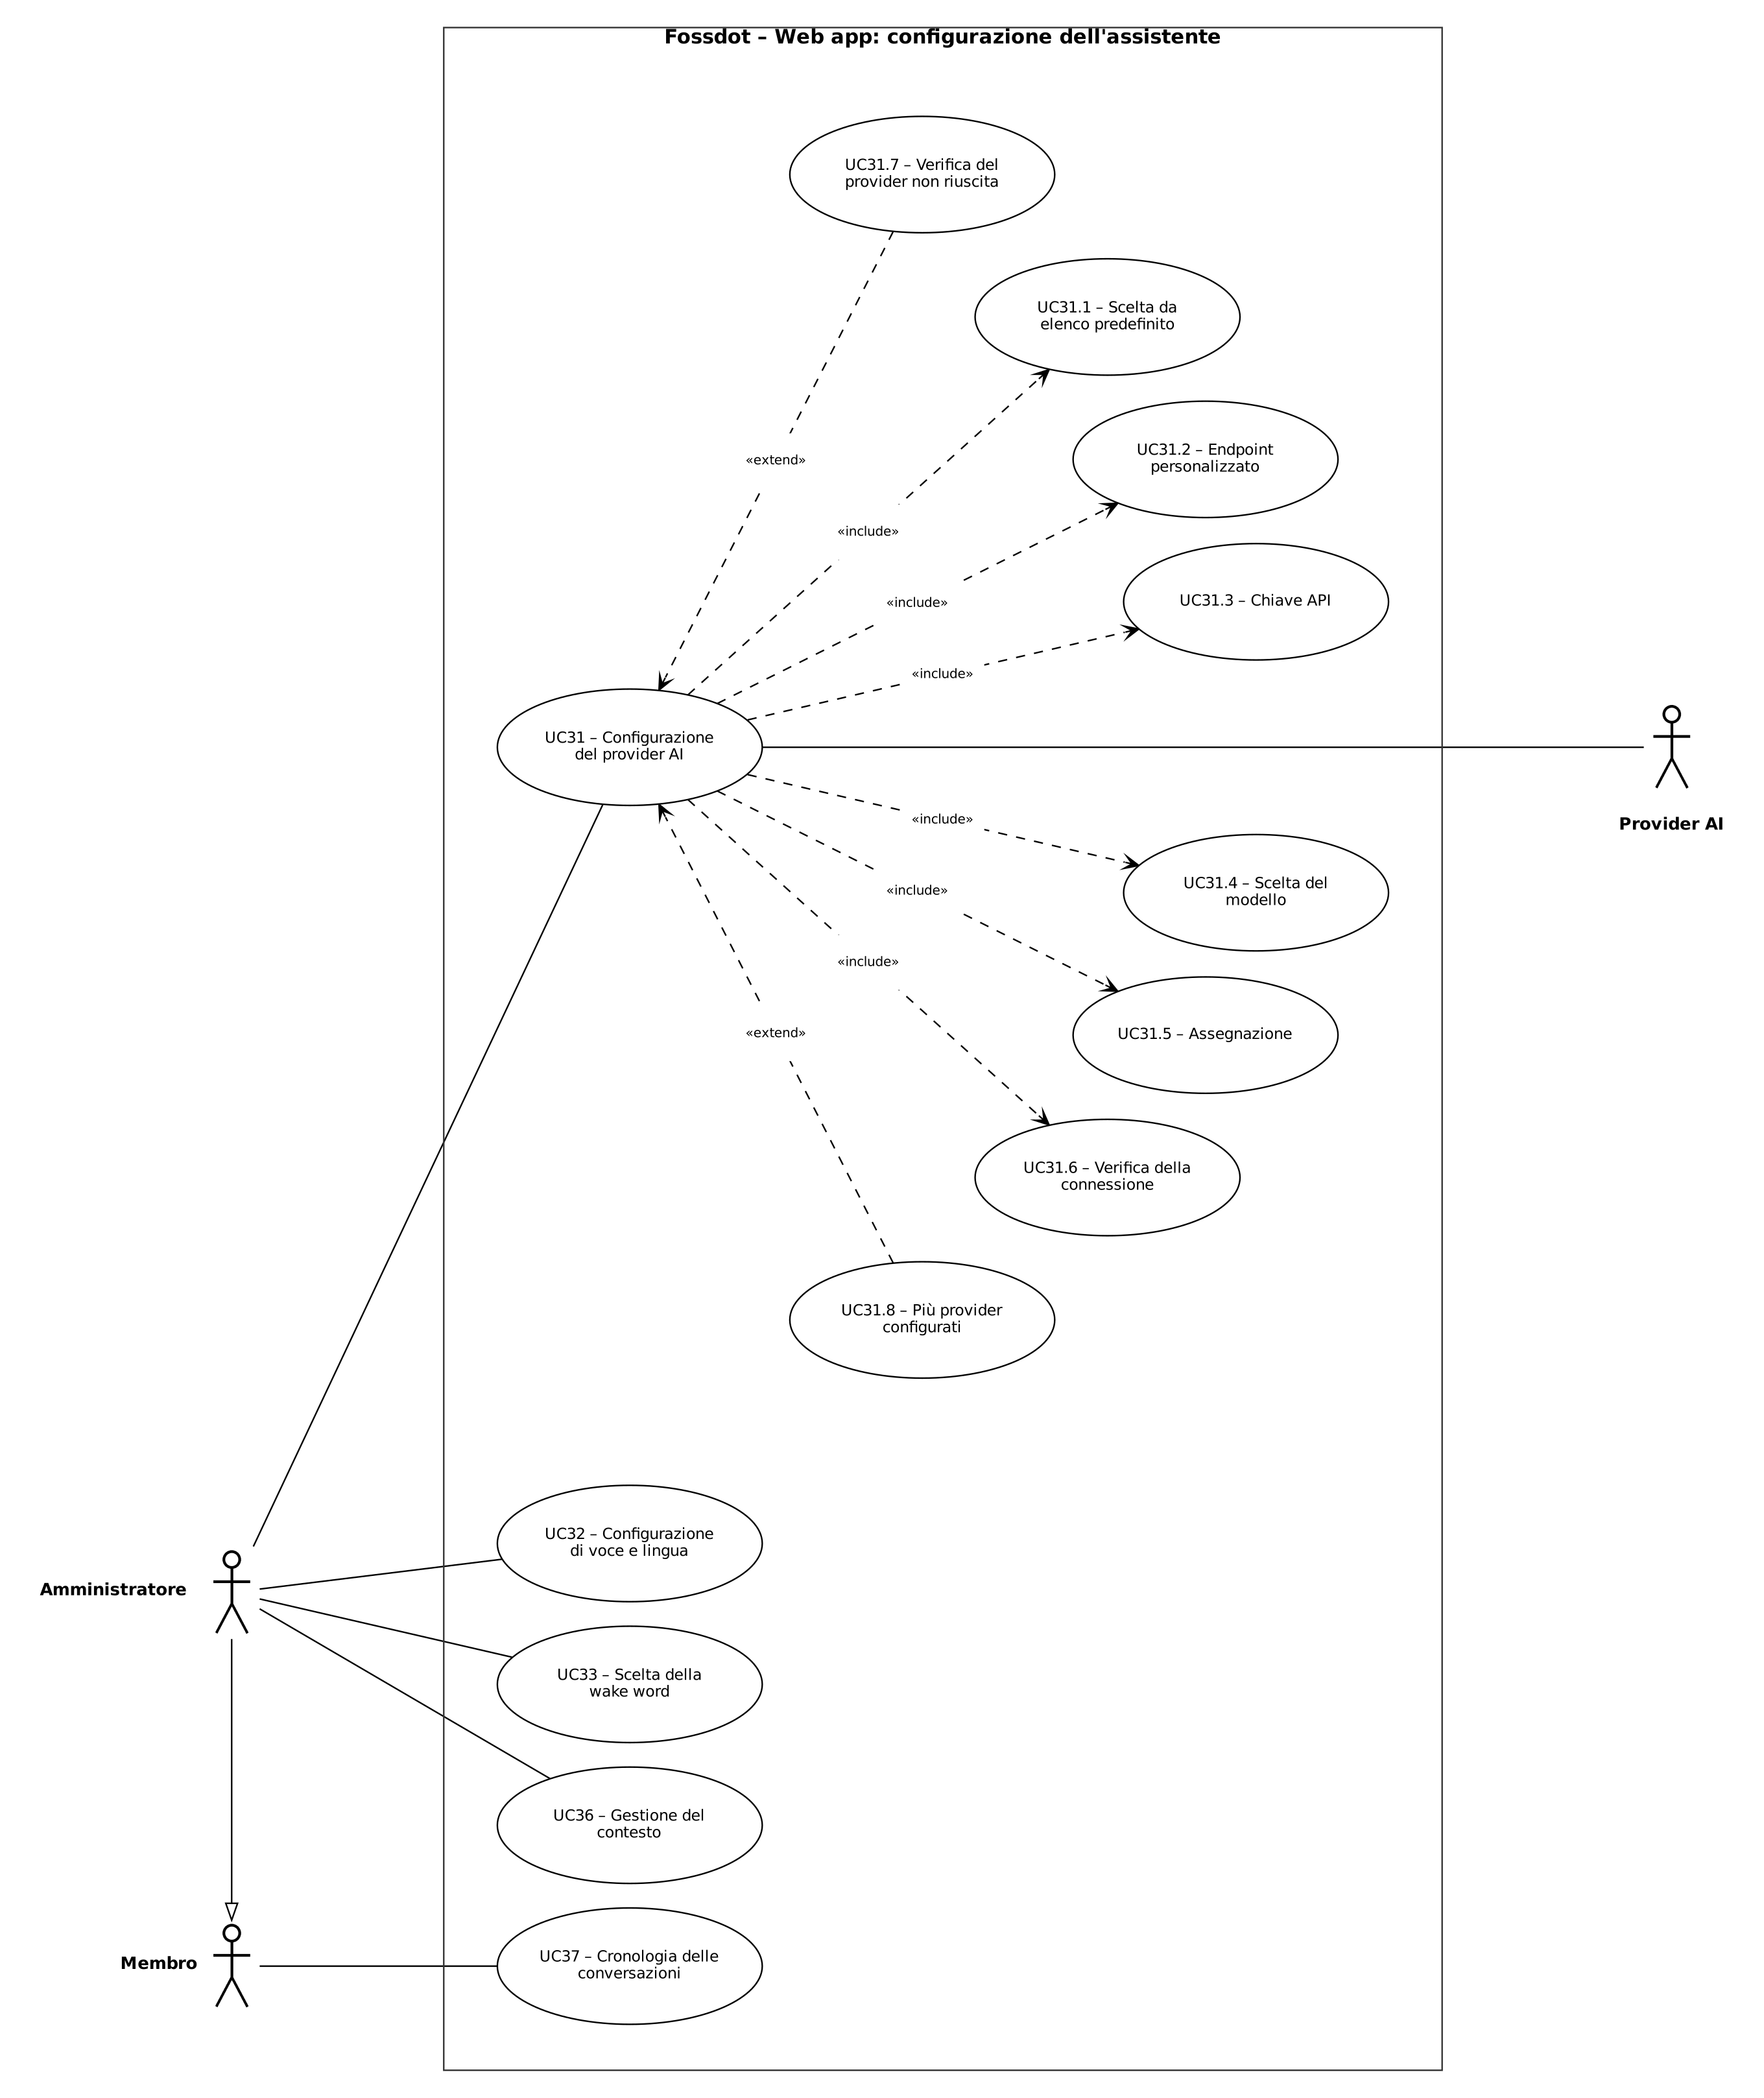 Fossdot – Web app: configurazione dell'assistente
UC31.7 – Verifica del
provider non riuscita
UC31.1 – Scelta da
elenco predefinito
UC31.2 – Endpoint
personalizzato
«extend»
«include»
UC31.3 – Chiave API
«include»
«include»
UC31 – Configurazione
del provider AI
Provider AI
«include»
UC31.4 – Scelta del
modello
«include»
«include»
«extend»
UC31.5 – Assegnazione
UC31.6 – Verifica della
connessione
UC31.8 – Più provider
configurati
UC32 – Configurazione
di voce e lingua
Amministratore
UC33 – Scelta della
wake word
UC36 – Gestione del
contesto
Membro
UC37 – Cronologia delle
conversazioni